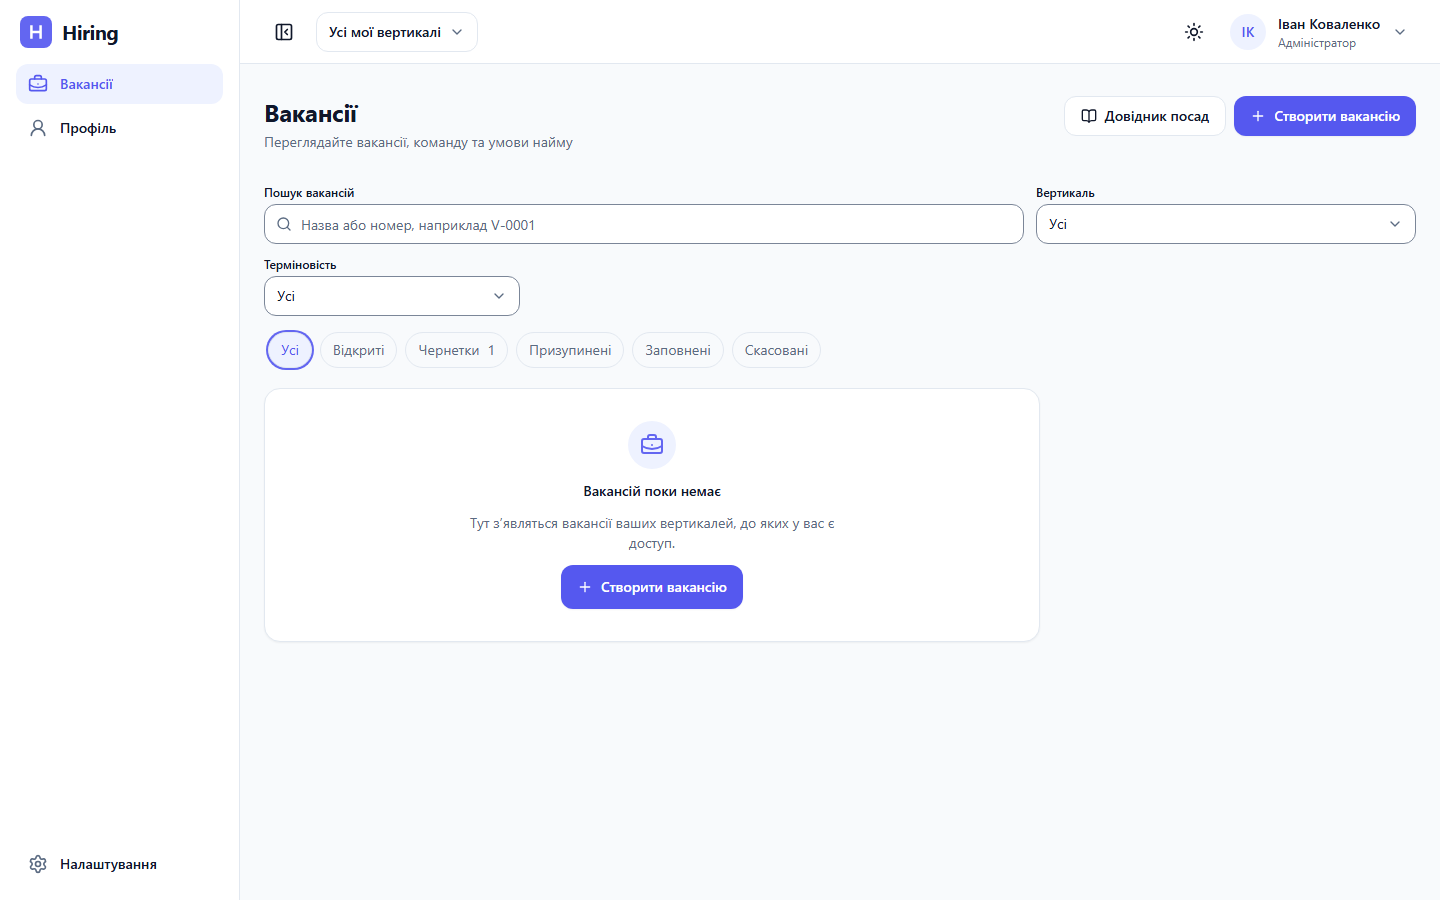 H Hiring
Вакансії
Профіль
Налаштування
Усі мої вертикалі
ІК
Іван Коваленко
Адміністратор
Вакансії
Переглядайте вакансії, команду та умови найму
Довідник посад
Створити вакансію
Пошук вакансій
Назва або номер, наприклад V-0001
Вертикаль
Усі
Терміновість
Усі
Усі
Відкриті
Чернетки 1
Призупинені
Заповнені
Скасовані
Вакансій поки немає
Тут зʼявляться вакансії ваших вертикалей, до яких у вас є
доступ.
Створити вакансію